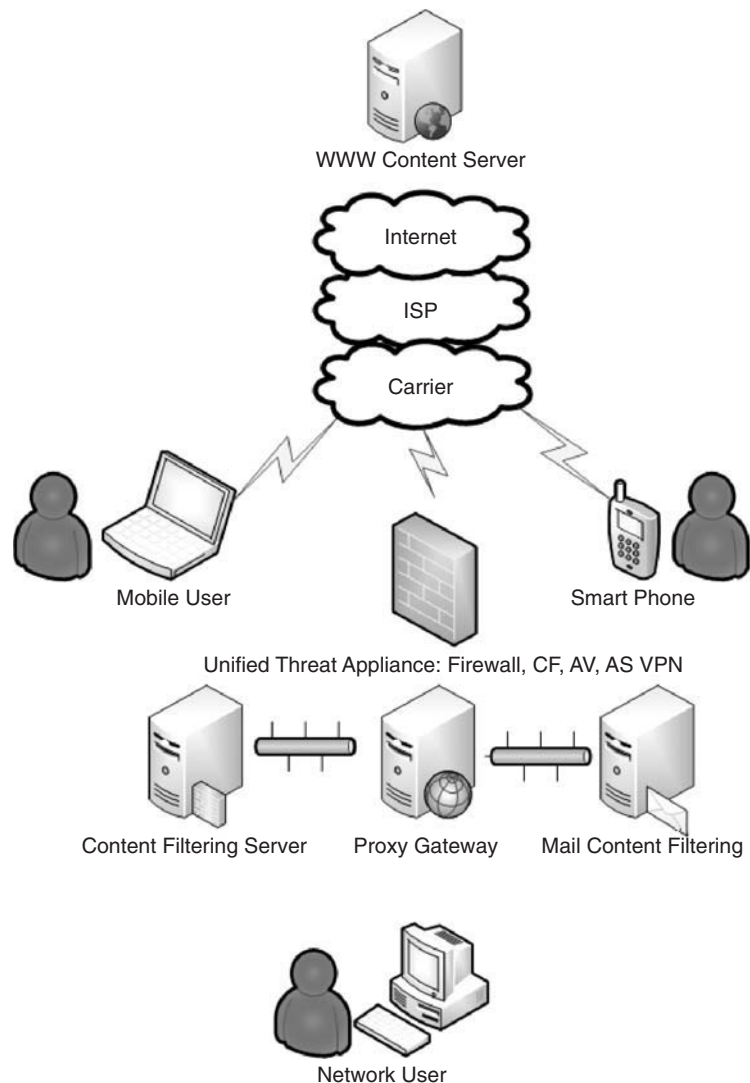 WWW Content Server
Internet
ISP
Carrier
Mobile User
Smart Phone
Unified Threat Appliance: Firewall, CF, AV, AS VPN
Content Filtering Server
Proxy Gateway
Mail Content Filtering
Network User